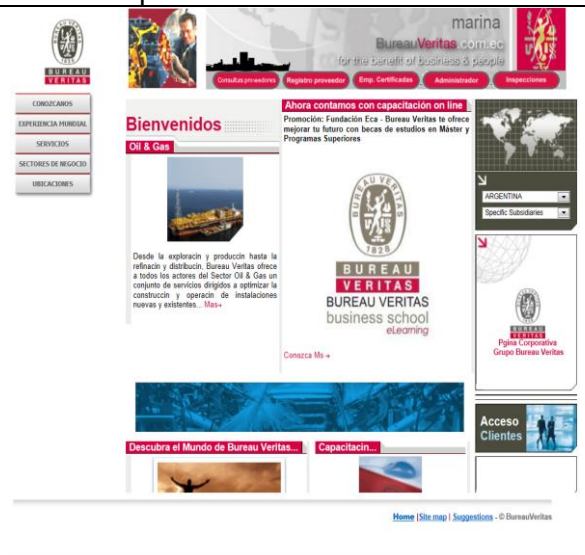 BUREAU
VERITAS
marina
BureauVeritas.com.ec
for the benefit of business & people
Consultas proveedores
Registro proveedor
Emp. Certificadas
Administrador
Inspecciones
CONOZCANOS
EXPERIENCIA MUNDIAL
SERVICIOS
SECTORES DE NEGOCIO
UBICACIONES
Bienvenidos
Oil & Gas
Desde la exploracin y produccin hasta la
refinacin y distribucin, Bureau Veritas ofrece
a todos los actores del Sector Oil & Gas un
conjunto de servicios dirigidos a optimizar la
construccin y operacin de instalaciones
nuevas y existentes... Mas→
Ahora contamos con capacitación on line
Promoción: Fundación Eca - Bureau Veritas te ofrece
mejorar tu futuro con becas de estudios en Máster y
Programas Superiores
BUREAU VERITAS
1828
BUREAU
VERITAS
BUREAU VERITAS
business school
eLearning
Conozca Ms →
ARGENTINA
Specific Subsidiaries
BUREAU
VERITAS
Pgina Corporativa
Grupo Bureau Veritas
Acceso
Clientes
Descubra el Mundo de Bureau Veritas...
Capacitacin...
Home | Site map | Suggestions - © BureauVeritas